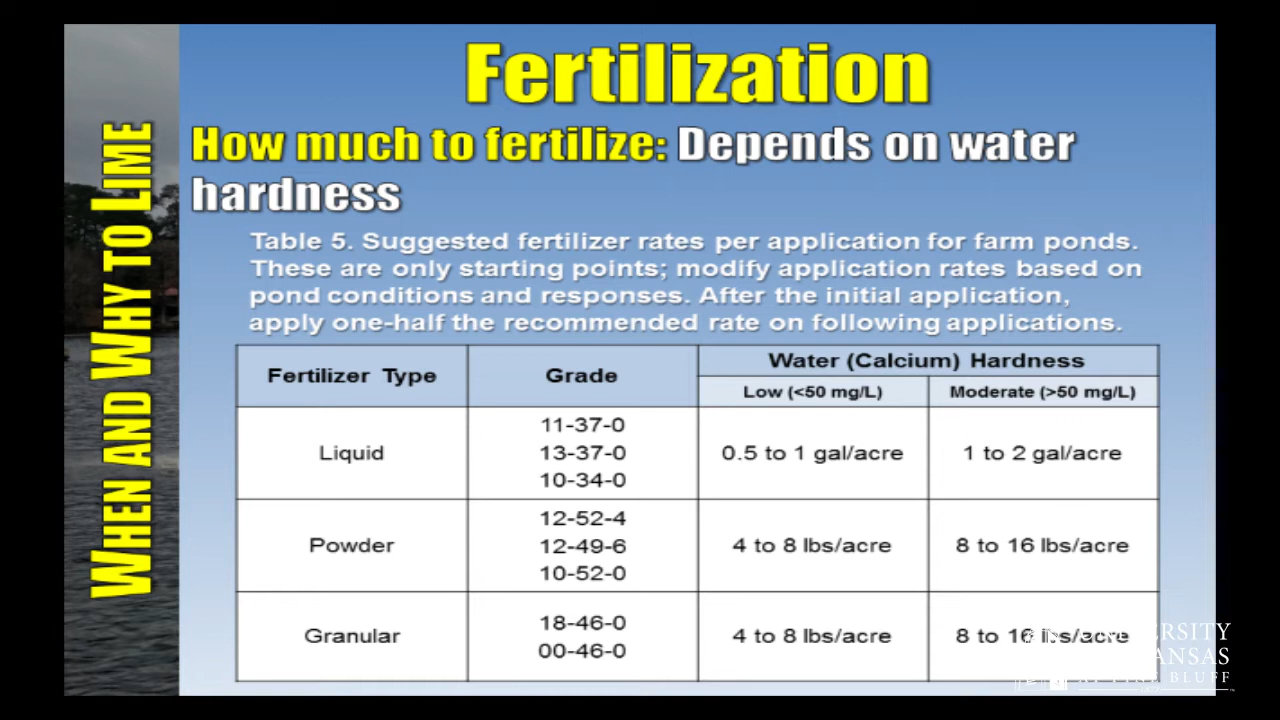 Fertilization
How much to fertilize: Depends on water
hardness
WHEN AND WHY TO LIME
Table 5. Suggested fertilizer rates per application for farm ponds.
These are only starting points; modify application rates based on
pond conditions and responses. After the initial application,
apply one-half the recommended rate on following applications.
Fertilizer Type
Grade
Water (Calcium) Hardness
Low (<50 mg/L)
Moderate (>50 mg/L)
Liquid
11-37-0
13-37-0
10-34-0
0.5 to 1 gal/acre
1 to 2 gal/acre
Powder
12-52-4
12-49-6
10-52-0
4 to 8 lbs/acre
8 to 16 lbs/acre
Granular
18-46-0
00-46-0
4 to 8 lbs/acre
8 to 16 lbs/acre
BLUFF